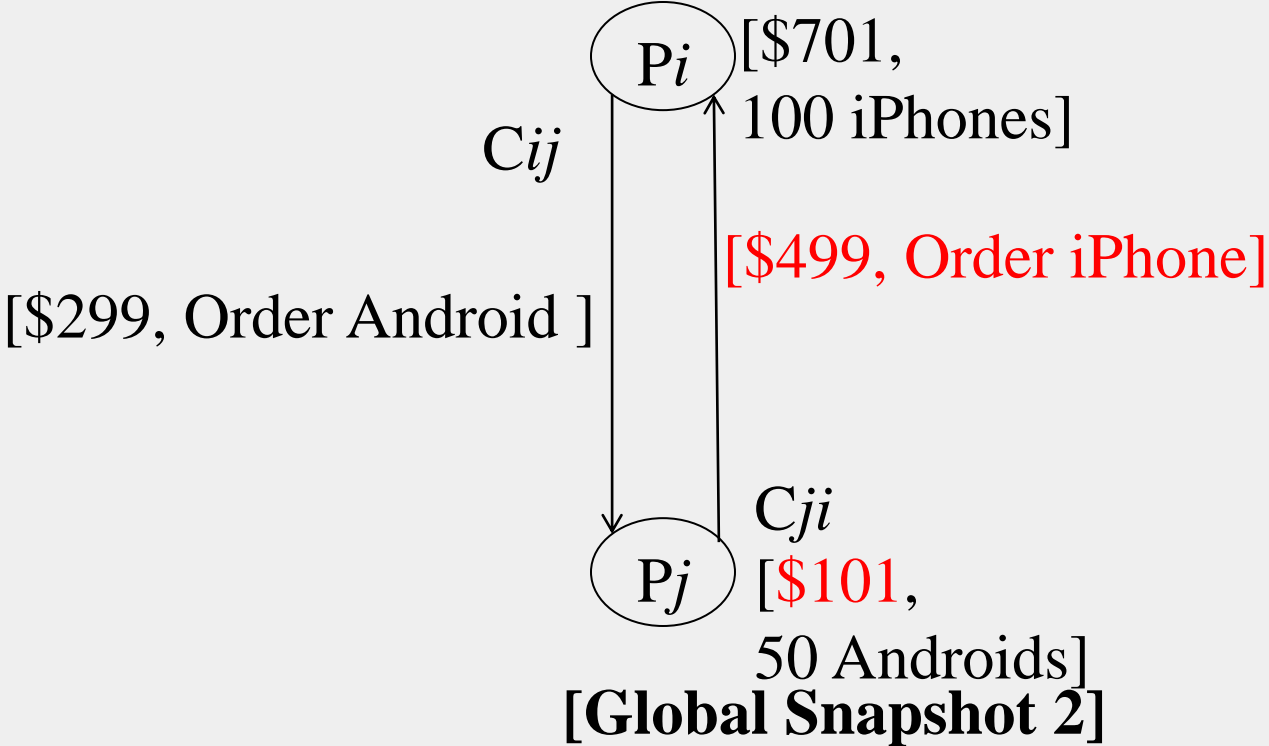 Pi
[$701,
100 iPhones]
Cij
[$499, Order iPhone]
[$299, Order Android ]
Cji
Pj
[$101,
50 Androids]
[Global Snapshot 2]